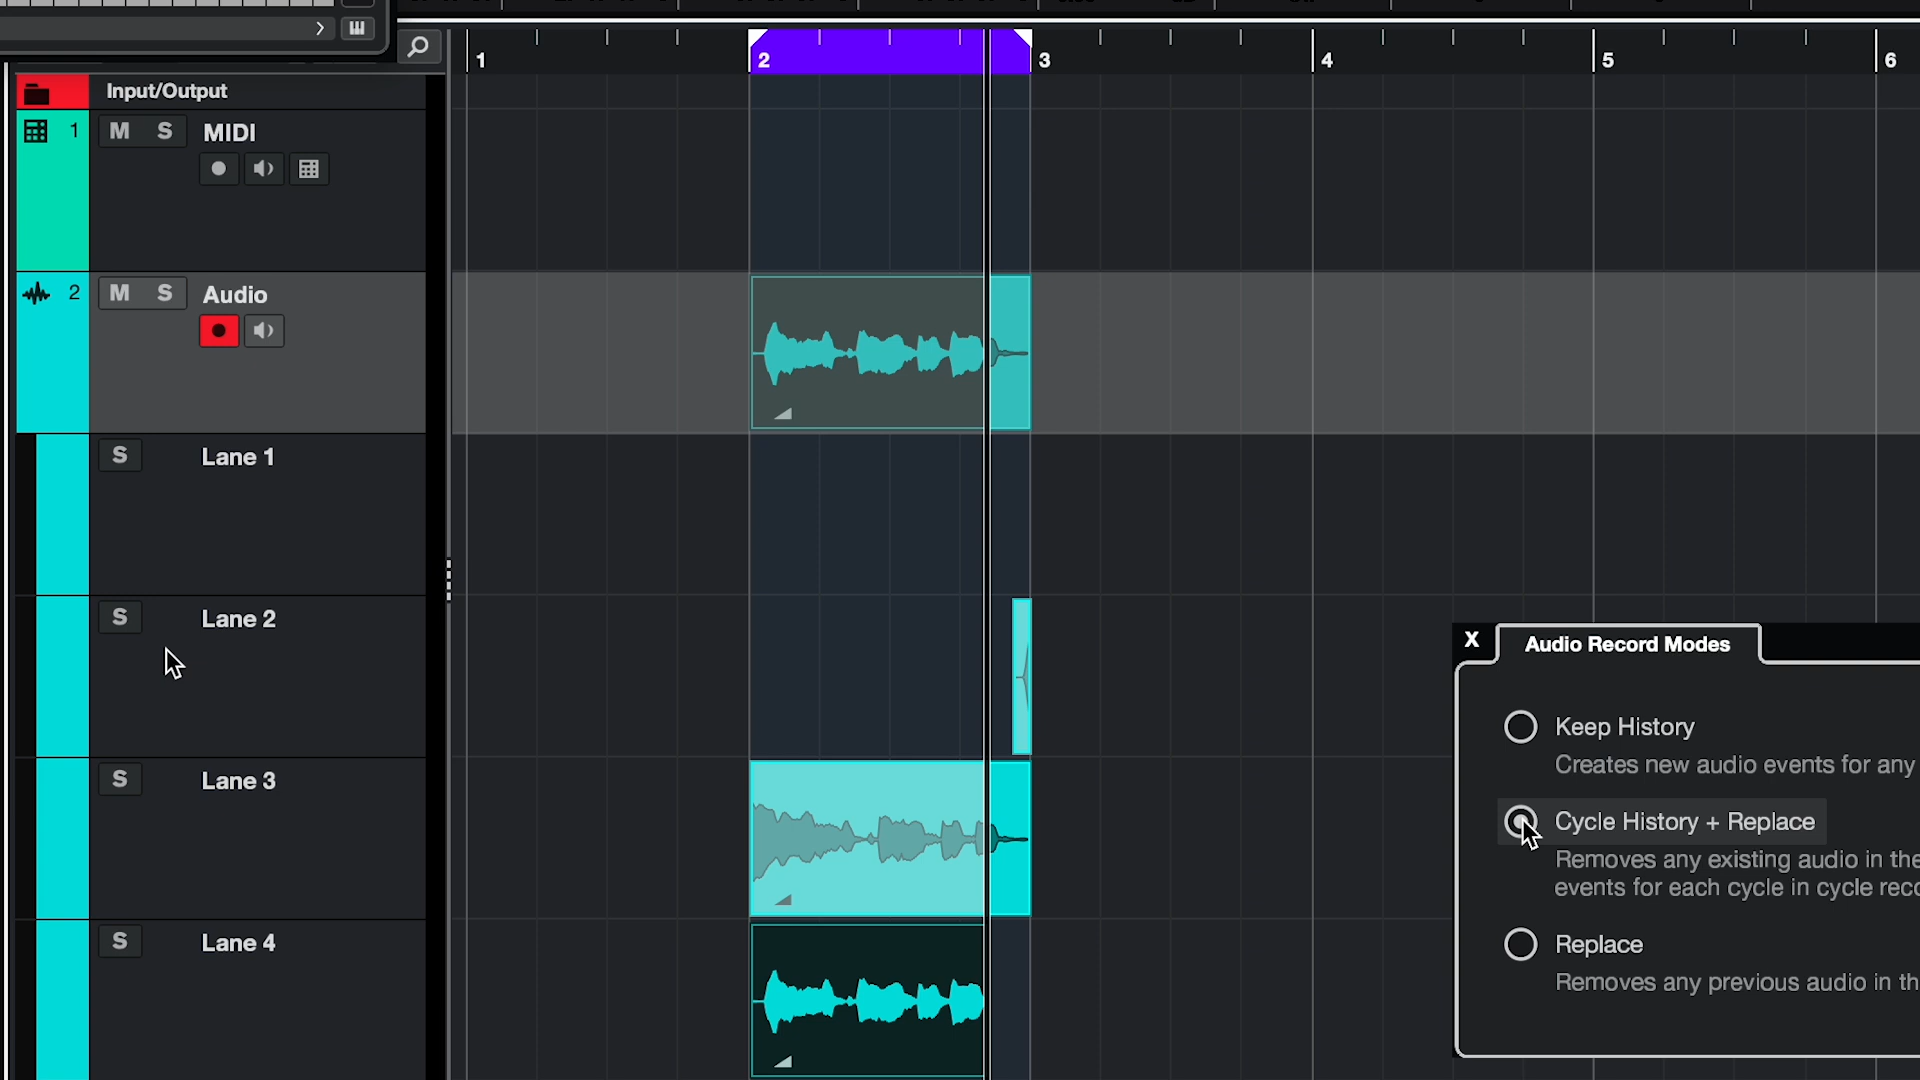 1
2
3
4
5
6
Input/Output
1
M S MIDI
2
M S Audio
S Lane 1
S Lane 2
S Lane 3
S Lane 4
X
Audio Record Modes
Keep History
Creates new audio events for any
Cycle History + Replace
Removes any existing audio in the
events for each cycle in cycle reco
Replace
Removes any previous audio in th